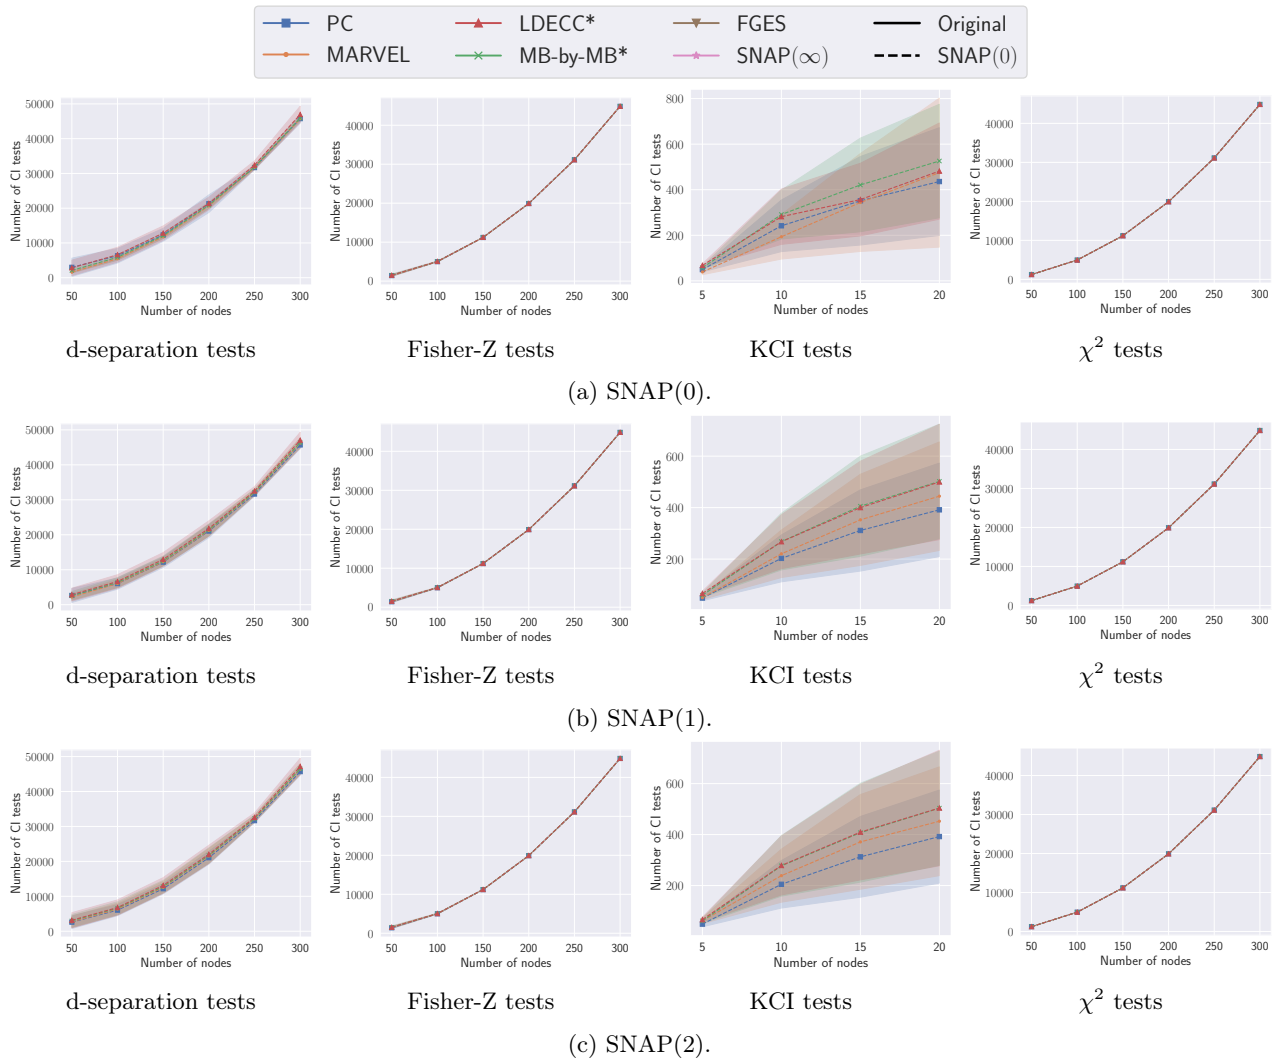 PC LDECC* FGES Original
MARVEL MB-by-MB* SNAP(∞) SNAP(0)
50000
40000
30000
20000
10000
0
Number of CI tests
50 100 150 200 250 300
Number of nodes
d-separation tests
40000
30000
20000
10000
0
Number of CI tests
50 100 150 200 250 300
Number of nodes
Fisher-Z tests
800
600
400
200
0
Number of CI tests
5 10 15 20
Number of nodes
KCI tests
40000
30000
20000
10000
0
Number of CI tests
50 100 150 200 250 300
Number of nodes
χ² tests
(a) SNAP(0).
50000
40000
30000
20000
10000
0
Number of CI tests
50 100 150 200 250 300
Number of nodes
d-separation tests
40000
30000
20000
10000
0
Number of CI tests
50 100 150 200 250 300
Number of nodes
Fisher-Z tests
600
400
200
Number of CI tests
5 10 15 20
Number of nodes
KCI tests
40000
30000
20000
10000
0
Number of CI tests
50 100 150 200 250 300
Number of nodes
χ² tests
(b) SNAP(1).
50000
40000
30000
20000
10000
0
Number of CI tests
50 100 150 200 250 300
Number of nodes
d-separation tests
40000
30000
20000
10000
0
Number of CI tests
50 100 150 200 250 300
Number of nodes
Fisher-Z tests
600
400
200
Number of CI tests
5 10 15 20
Number of nodes
KCI tests
40000
30000
20000
10000
0
Number of CI tests
50 100 150 200 250 300
Number of nodes
χ² tests
(c) SNAP(2).